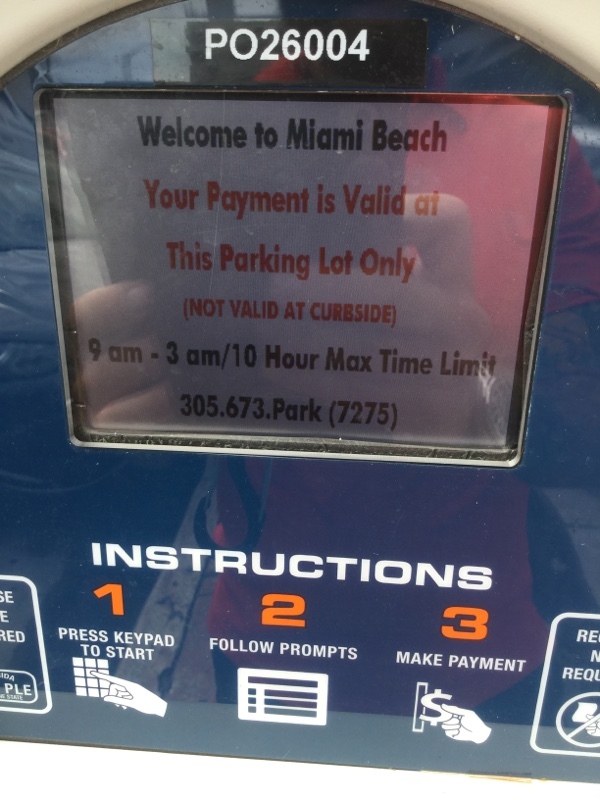 PO26004
Welcome to Miami Beach
Your Payment is Valid at
This Parking Lot Only
(NOT VALID AT CURBSIDE)
9 am - 3 am/10 Hour Max Time Limit
305.673.Park (7275)
INSTRUCTIONS
1 2 3
PRESS KEYPAD
TO START
FOLLOW PROMPTS
MAKE PAYMENT